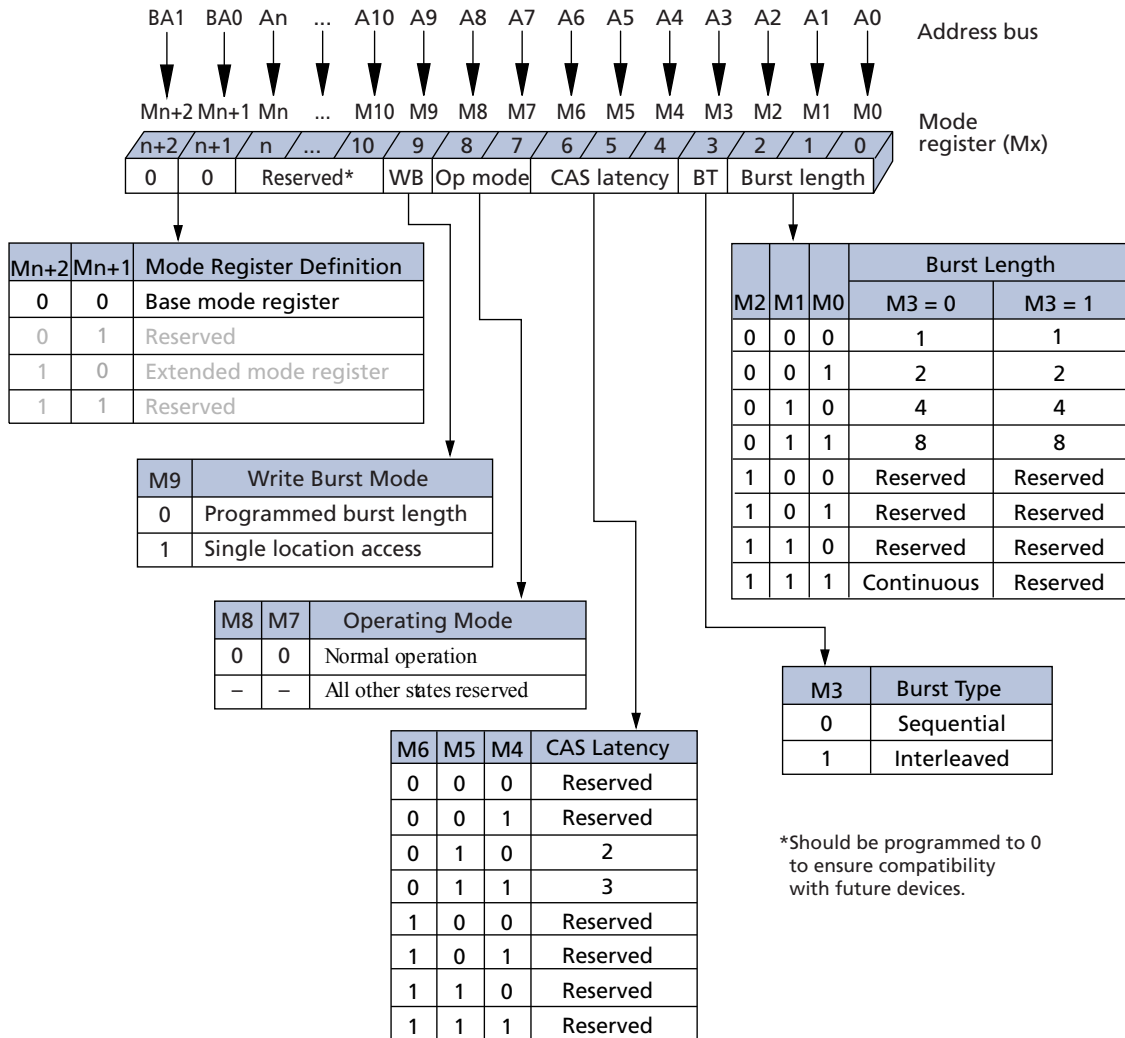 BA1 BA0 An ... A10 A9 A8 A7 A6 A5 A4 A3 A2 A1 A0 Address bus
Mn+2 Mn+1 Mn ... M10 M9 M8 M7 M6 M5 M4 M3 M2 M1 M0 Mode register (Mx)
n+2 n+1 n ... 10 9 8 7 6 5 4 3 2 1 0
0 0 Reserved* WB Op mode CAS latency BT Burst length
Mn+2 Mn+1 Mode Register Definition
0 0 Base mode register
0 1 Reserved
1 0 Extended mode register
1 1 Reserved
Burst Length
M2 M1 M0 M3 = 0 M3 = 1
0 0 0 1 1
0 0 1 2 2
0 1 0 4 4
0 1 1 8 8
1 0 0 Reserved Reserved
1 0 1 Reserved Reserved
1 1 0 Reserved Reserved
1 1 1 Continuous Reserved
M9 Write Burst Mode
0 Programmed burst length
1 Single location access
M8 M7 Operating Mode
0 0 Normal operation
– – All other states reserved
M3 Burst Type
0 Sequential
1 Interleaved
M6 M5 M4 CAS Latency
0 0 0 Reserved
0 0 1 Reserved
0 1 0 2
0 1 1 3
1 0 0 Reserved
1 0 1 Reserved
1 1 0 Reserved
1 1 1 Reserved
*Should be programmed to 0
to ensure compatibility
with future devices.